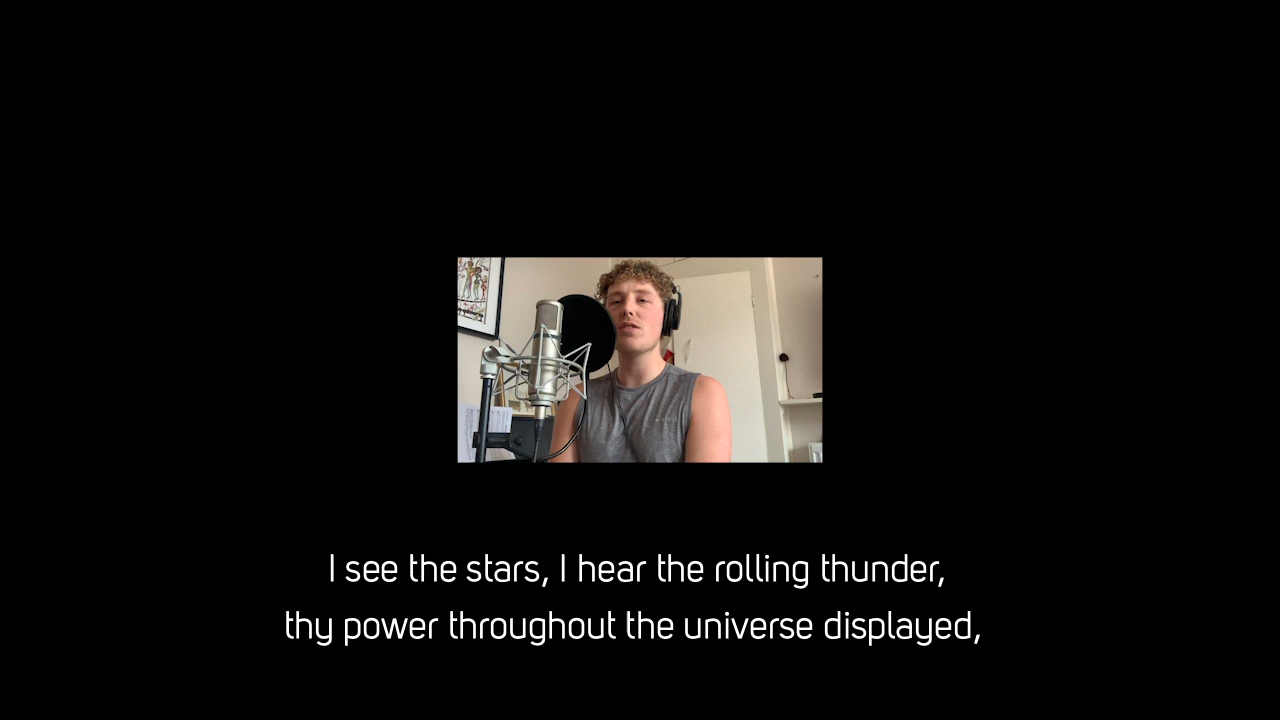 I see the stars, I hear the rolling thunder,
thy power throughout the universe displayed,